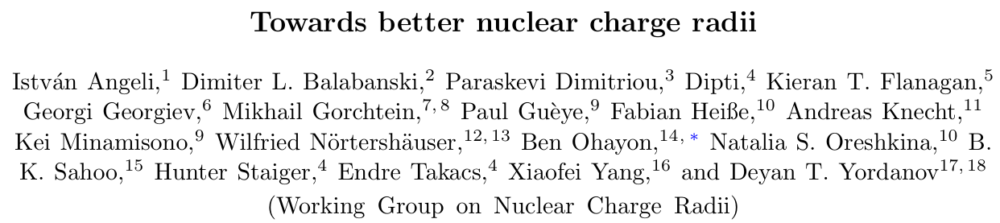 Towards better nuclear charge radii
István Angeli,1 Dimiter L. Balabanski,2 Paraskevi Dimitriou,3 Dipti,4 Kieran T. Flanagan,5
Georgi Georgiev,6 Mikhail Gorchtein,7, 8 Paul Guèye,9 Fabian Heiße,10 Andreas Knecht,11
Kei Minamisono,9 Wilfried Nörtershäuser,12, 13 Ben Ohayon,14, * Natalia S. Oreshkina,10 B.
K. Sahoo,15 Hunter Staiger,4 Endre Takacs,4 Xiaofei Yang,16 and Deyan T. Yordanov17, 18
(Working Group on Nuclear Charge Radii)